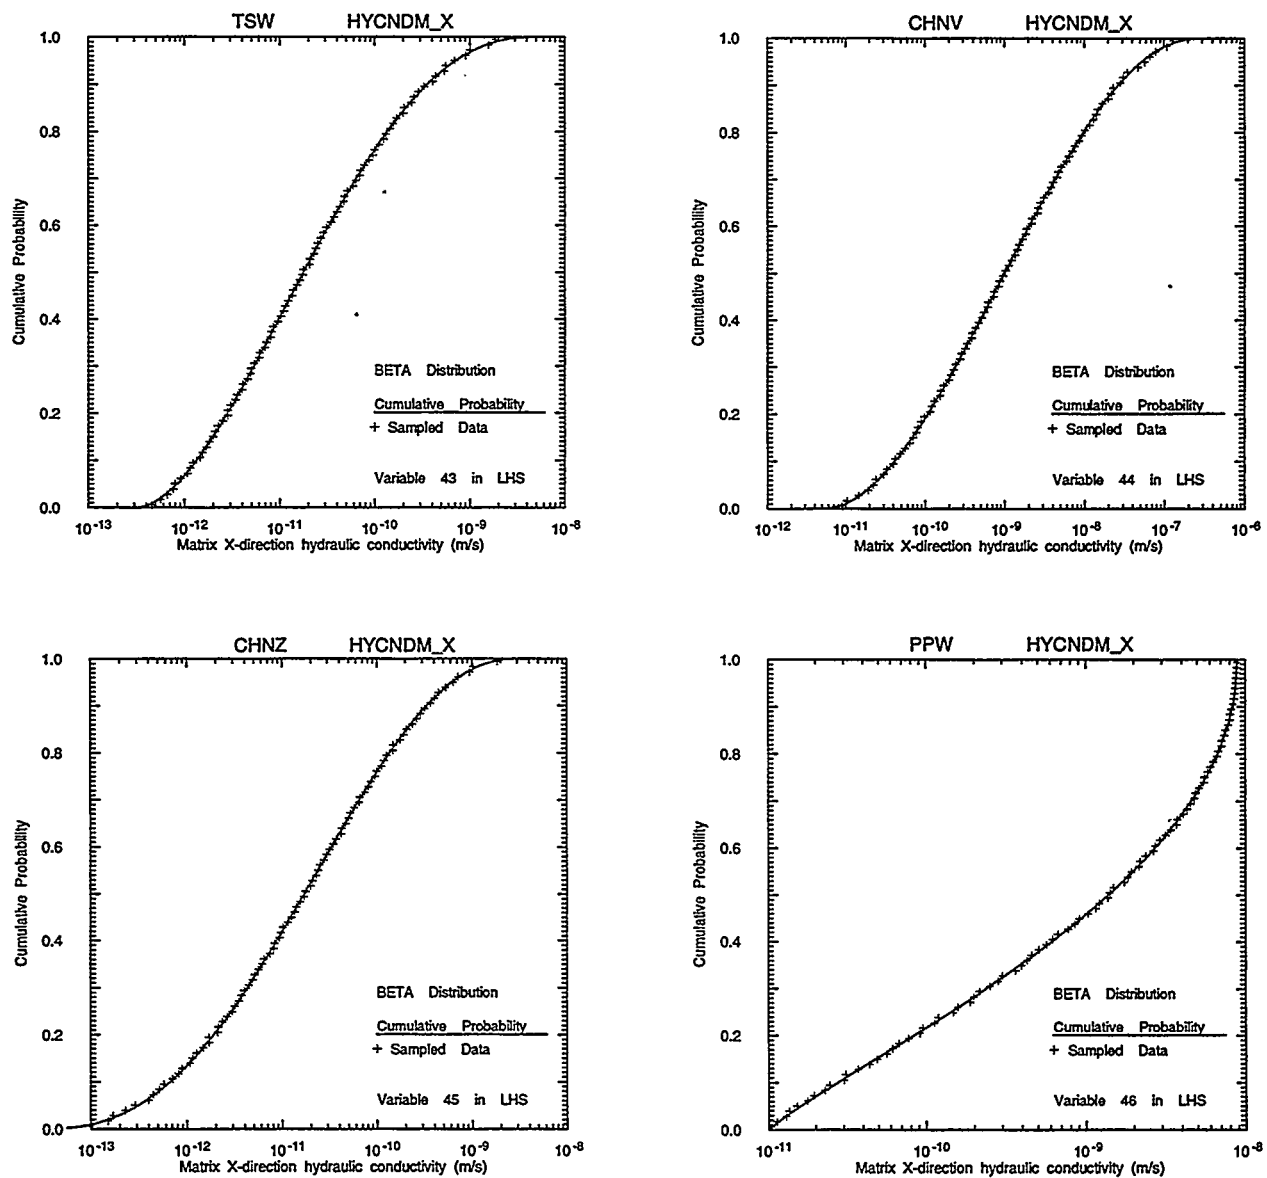 TSW HYCNDM_X
1.0
0.8
0.6
0.4
0.2
0.0
Cumulative Probability
BETA Distribution
Cumulative Probability
+ Sampled Data
Variable 43 in LHS
10-13 10-12 10-11 10-10 10-9 10-8
Matrix X-direction hydraulic conductivity (m/s)
CHNV HYCNDM_X
1.0
0.8
0.6
0.4
0.2
0.0
Cumulative Probability
BETA Distribution
Cumulative Probability
+ Sampled Data
Variable 44 in LHS
10-12 10-11 10-10 10-9 10-8 10-7 10-6
Matrix X-direction hydraulic conductivity (m/s)
CHNZ HYCNDM_X
1.0
0.8
0.6
0.4
0.2
0.0
Cumulative Probability
BETA Distribution
Cumulative Probability
+ Sampled Data
Variable 45 in LHS
10-13 10-12 10-11 10-10 10-9 10-8
Matrix X-direction hydraulic conductivity (m/s)
PPW HYCNDM_X
1.0
0.8
0.6
0.4
0.2
0.0
Cumulative Probability
BETA Distribution
Cumulative Probability
+ Sampled Data
Variable 46 in LHS
10-11 10-10 10-9 10-8
Matrix X-direction hydraulic conductivity (m/s)